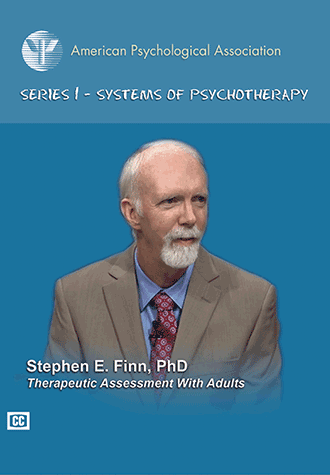 American Psychological Association
SERIES I - SYSTEMS OF PSYCHOTHERAPY
Stephen E. Finn, PhD
Therapeutic Assessment With Adults
CC